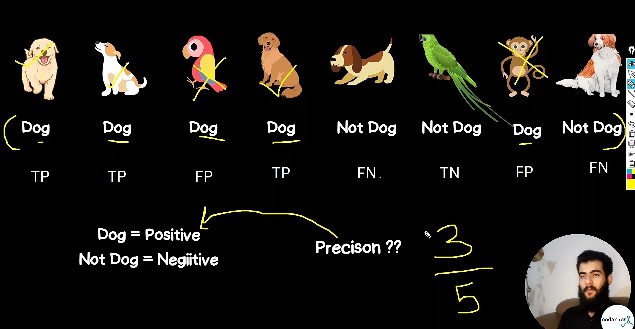 Dog Dog Dog Dog Not Dog Not Dog Dog Not Dog
TP TP FP TP FN. TN FP FN
Dog = Positive
Not Dog = Negiitive
Precison ??
3
5